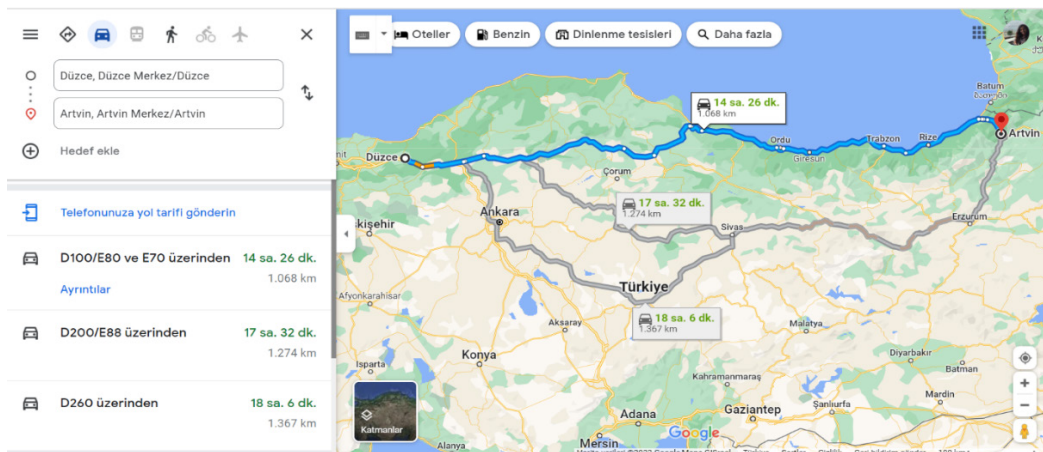 Düzce, Düzce Merkez/Düzce
Artvin, Artvin Merkez/Artvin
Hedef ekle
Telefonunuza yol tarifi gönderin
D100/E80 ve E70 üzerinden 14 sa. 26 dk.
1.068 km
Ayrıntılar
D200/E88 üzerinden 17 sa. 32 dk.
1.274 km
D260 üzerinden 18 sa. 6 dk.
1.367 km
Oteller
Benzin
Dinlenme tesisleri
Daha fazla
Batum
14 sa. 26 dk.
1.068 km
Artvin
Ordu
Trabzon
Rize
Giresun
Düzce
Çorum
17 sa. 32 dk.
1.274 km
Ankara
Erzurum
Sivas
Türkiye
Afyonkarahisar
18 sa. 6 dk.
1.367 km
Aksaray
Malatya
Konya
Isparta
Diyarbakır
Batman
Kahramanmaraş
Mardin
Katmanlar
Adana
Gaziantep
Şanlıurfa
Google
Mersin
Alanya